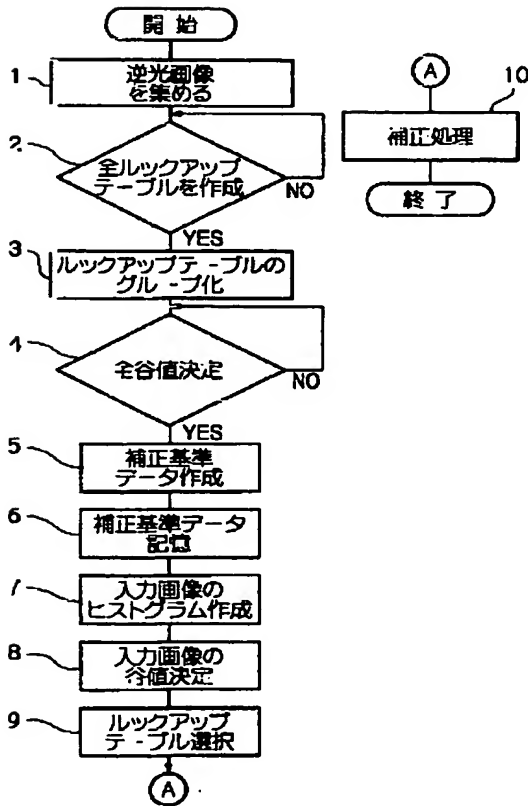 開始
1
逆光画像
を集める
2
全ルックアップ
テーブルを作成
NO
YES
3
ルックアップテーブルの
グループ化
4
全谷値決定
NO
YES
5
補正基準
データ作成
6
補正基準データ
記憶
7
入力画像の
ヒストグラム作成
8
入力画像の
谷値決定
9
ルックアップ
テーブル選択
A
A
10
補正処理
終了